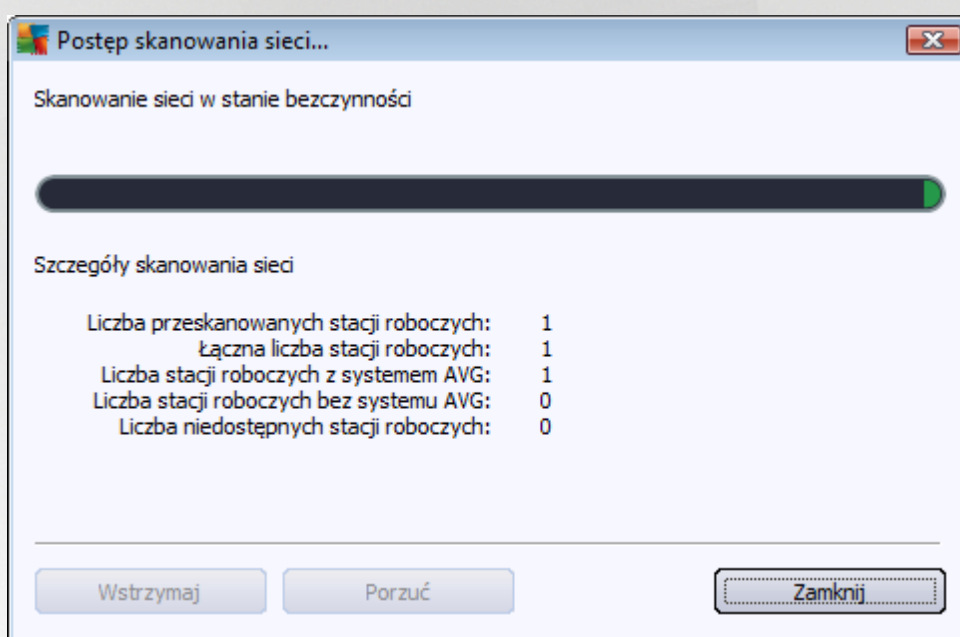 Postęp skanowania sieci...
Skanowanie sieci w stanie bezczynności
Szczegóły skanowania sieci
Liczba przeskanowanych stacji roboczych: 1
Łączna liczba stacji roboczych: 1
Liczba stacji roboczych z systemem AVG: 1
Liczba stacji roboczych bez systemu AVG: 0
Liczba niedostępnych stacji roboczych: 0
Wstrzymaj Porzuć Zamknij